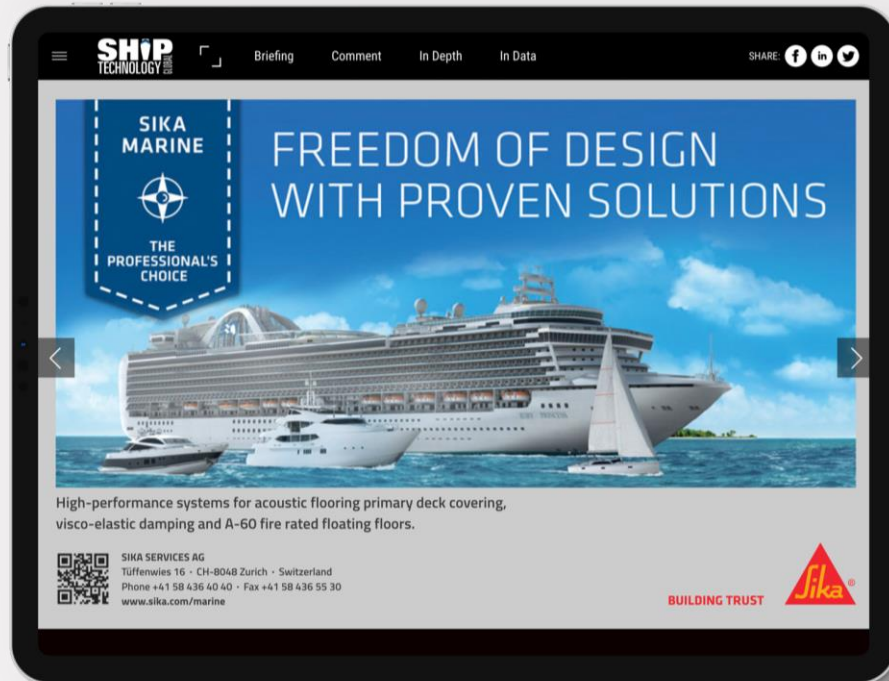 SHIP
TECHNOLOGY
GLOBAL
Briefing
Comment
In Depth
In Data
SHARE:
f
in
SIKA
MARINE
THE
PROFESSIONAL'S
CHOICE
FREEDOM OF DESIGN
WITH PROVEN SOLUTIONS
High-performance systems for acoustic flooring primary deck covering,
visco-elastic damping and A-60 fire rated floating floors.
SIKA SERVICES AG
Tüffenwies 16 · CH-8048 Zurich · Switzerland
Phone +41 58 436 40 40 · Fax +41 58 436 55 30
www.sika.com/marine
BUILDING TRUST
Sika®